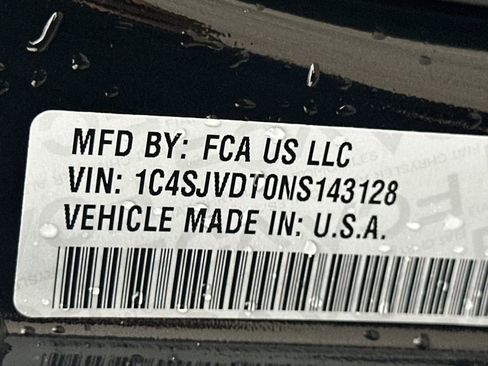 MFD BY: FCA US LLC
VIN: 1C4SJVDT0NS143128
VEHICLE MADE IN: U.S.A.